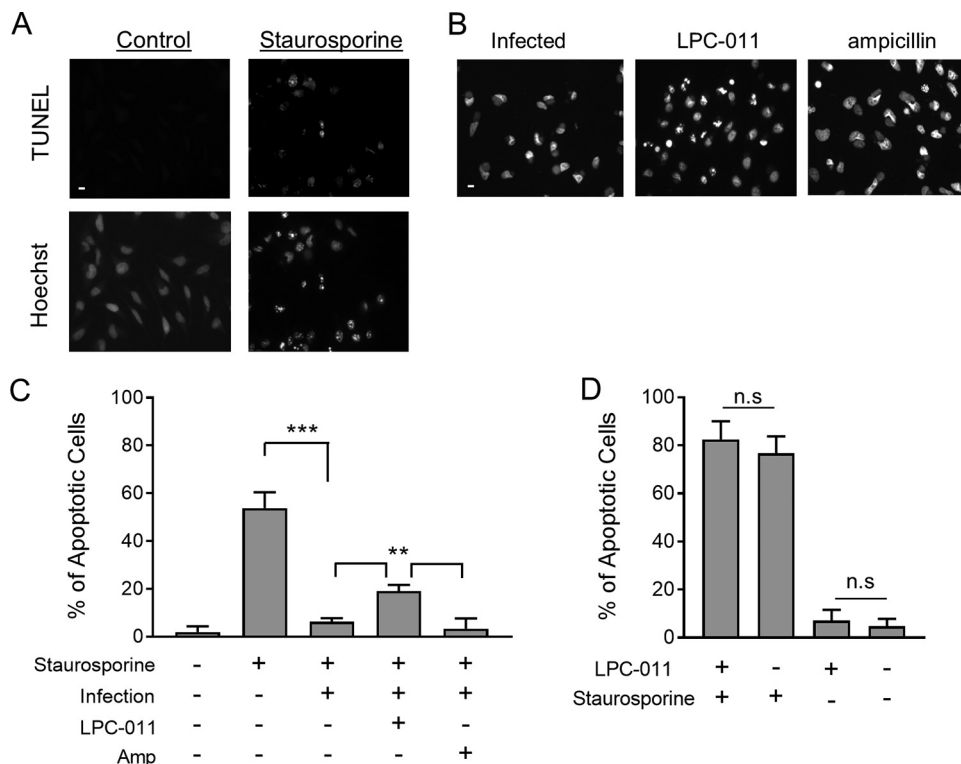 A
Control Staurosporine
TUNEL
Hoechst
B
Infected LPC-011 ampicillin
C
% of Apoptotic Cells
100
80
60
40
20
0
***
**
Staurosporine - + + + +
Infection - - + + +
LPC-011 - - - + -
Amp - - - - +
D
% of Apoptotic Cells
100
80
60
40
20
0
n.s
n.s
LPC-011 + - + -
Staurosporine + + - -